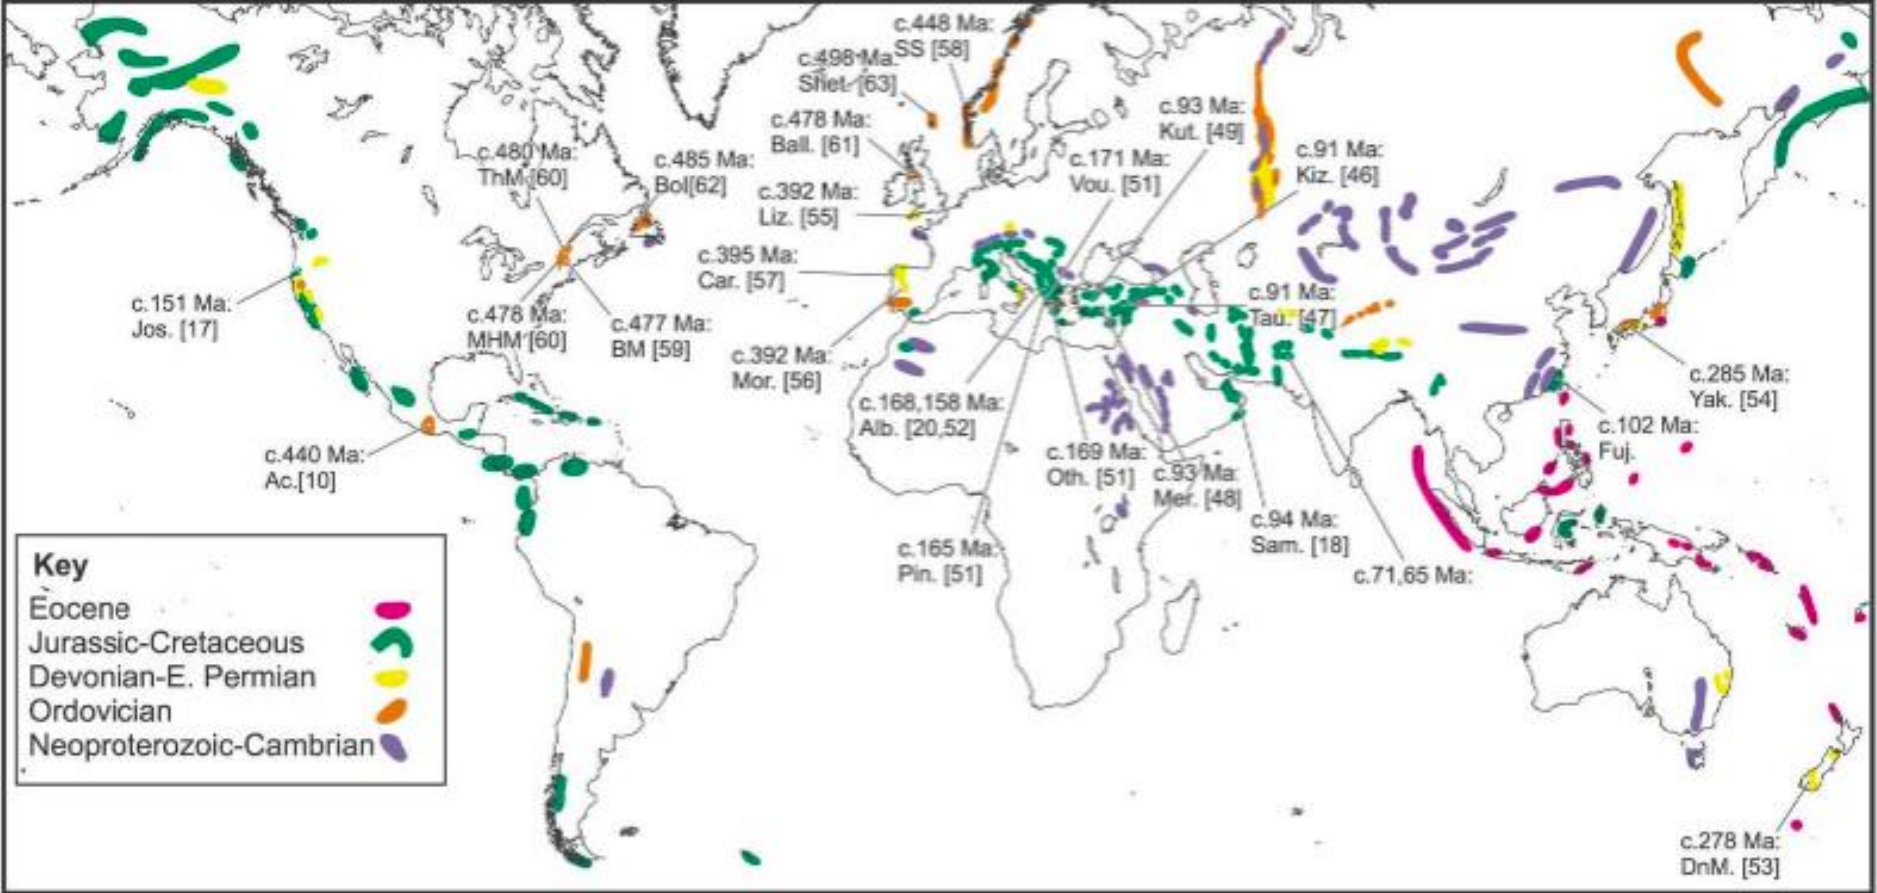 c.448 Ma:
SS [58]
c.498 Ma:
Shet. [63]
c.478 Ma:
Ball. [61]
c.93 Ma:
Kut. [49]
c.480 Ma:
ThM [60]
c.485 Ma:
Bol[62]
c.171 Ma:
Vou. [51]
c.91 Ma:
Kiz. [46]
c.392 Ma:
Liz. [55]
c.395 Ma:
Car. [57]
c.151 Ma:
Jos. [17]
c.478 Ma:
MHM [60]
c.477 Ma:
BM [59]
c.91 Ma:
Tau. [47]
c.392 Ma:
Mor. [56]
c.285 Ma:
Yak. [54]
c.168,158 Ma:
Alb. [20,52]
c.102 Ma:
Fuj.
c.440 Ma:
Ac.[10]
c.169 Ma:
Oth. [51]
c.93 Ma:
Mer. [48]
c.94 Ma:
Sam. [18]
c.165 Ma:
Pin. [51]
c.71,65 Ma:
Key
Eocene
Jurassic-Cretaceous
Devonian-E. Permian
Ordovician
Neoproterozoic-Cambrian
c.278 Ma:
DnM. [53]